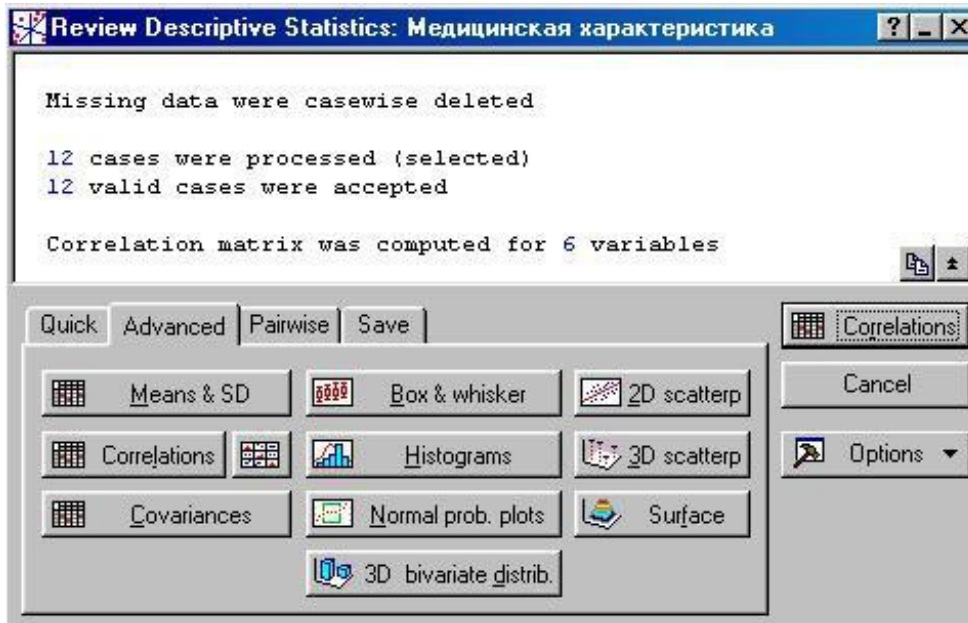 Review Descriptive Statistics: Медицинская характеристика
Missing data were casewise deleted
12 cases were processed (selected)
12 valid cases were accepted
Correlation matrix was computed for 6 variables
Quick Advanced Pairwise Save
Correlations
Cancel
Options
Means & SD Box & whisker 2D scatterp
Correlations Histograms 3D scatterp
Covariances Normal prob. plots Surface
3D bivariate distrib.